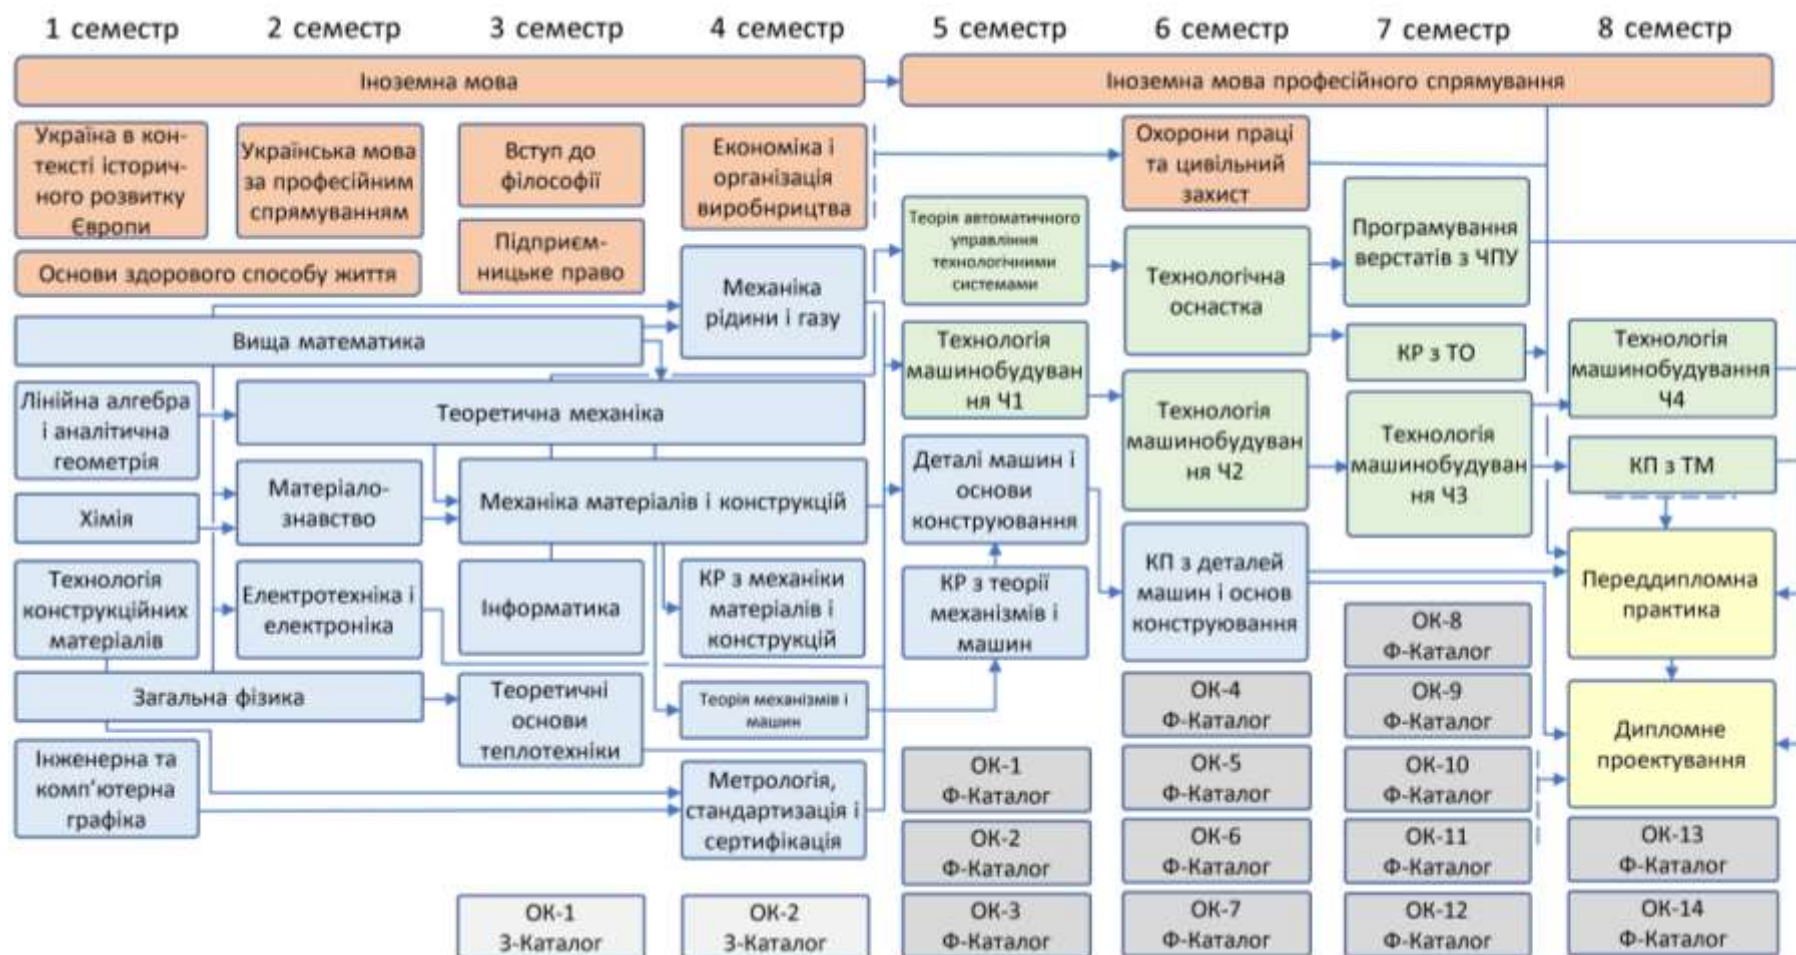 1 семестр
2 семестр
3 семестр
4 семестр
5 семестр
6 семестр
7 семестр
8 семестр
Іноземна мова
Іноземна мова професійного спрямування
Україна в кон-
тексті історич-
ного розвитку
Європи
Українська мова
за професійним
спрямуванням
Вступ до
філософії
Економіка і
організація
виробнрицтва
Охорони праці
та цивільний
захист
Основи здорового способу життя
Підприєм-
ницьке право
Механіка
рідини і газу
Теорія автоматичного
управління
технологічними
системами
Технологічна
оснастка
Програмування
верстатів з ЧПУ
Вища математика
Технологія
машинобудуван
ня Ч1
КР з ТО
Технологія
машинобудування
Ч4
Лінійна алгебра
і аналітична
геометрія
Теоретична механіка
Технологія
машинобудуван
ня Ч2
Технологія
машинобудуван
ня Ч3
КП з ТМ
Хімія
Матеріало-
знавство
Механіка матеріалів і конструкцій
Деталі машин і
основи
конструювання
Технологія
конструкційних
матеріалів
Електротехніка і
електроніка
Інформатика
КР з механіки
матеріалів і
конструкцій
КР з теорії
механізмів і
машин
КП з деталей
машин і основ
конструювання
Переддипломна
практика
Загальна фізика
Теоретичні
основи
теплотехніки
Теорія механізмів і
машин
Дипломне
проектування
Інженерна та
комп'ютерна
графіка
Метрологія,
стандартизація і
сертифікація
ОК-1
З-Каталог
ОК-2
З-Каталог
ОК-1
Ф-Каталог
ОК-2
Ф-Каталог
ОК-3
Ф-Каталог
ОК-4
Ф-Каталог
ОК-5
Ф-Каталог
ОК-6
Ф-Каталог
ОК-7
Ф-Каталог
ОК-8
Ф-Каталог
ОК-9
Ф-Каталог
ОК-10
Ф-Каталог
ОК-11
Ф-Каталог
ОК-12
Ф-Каталог
ОК-13
Ф-Каталог
ОК-14
Ф-Каталог